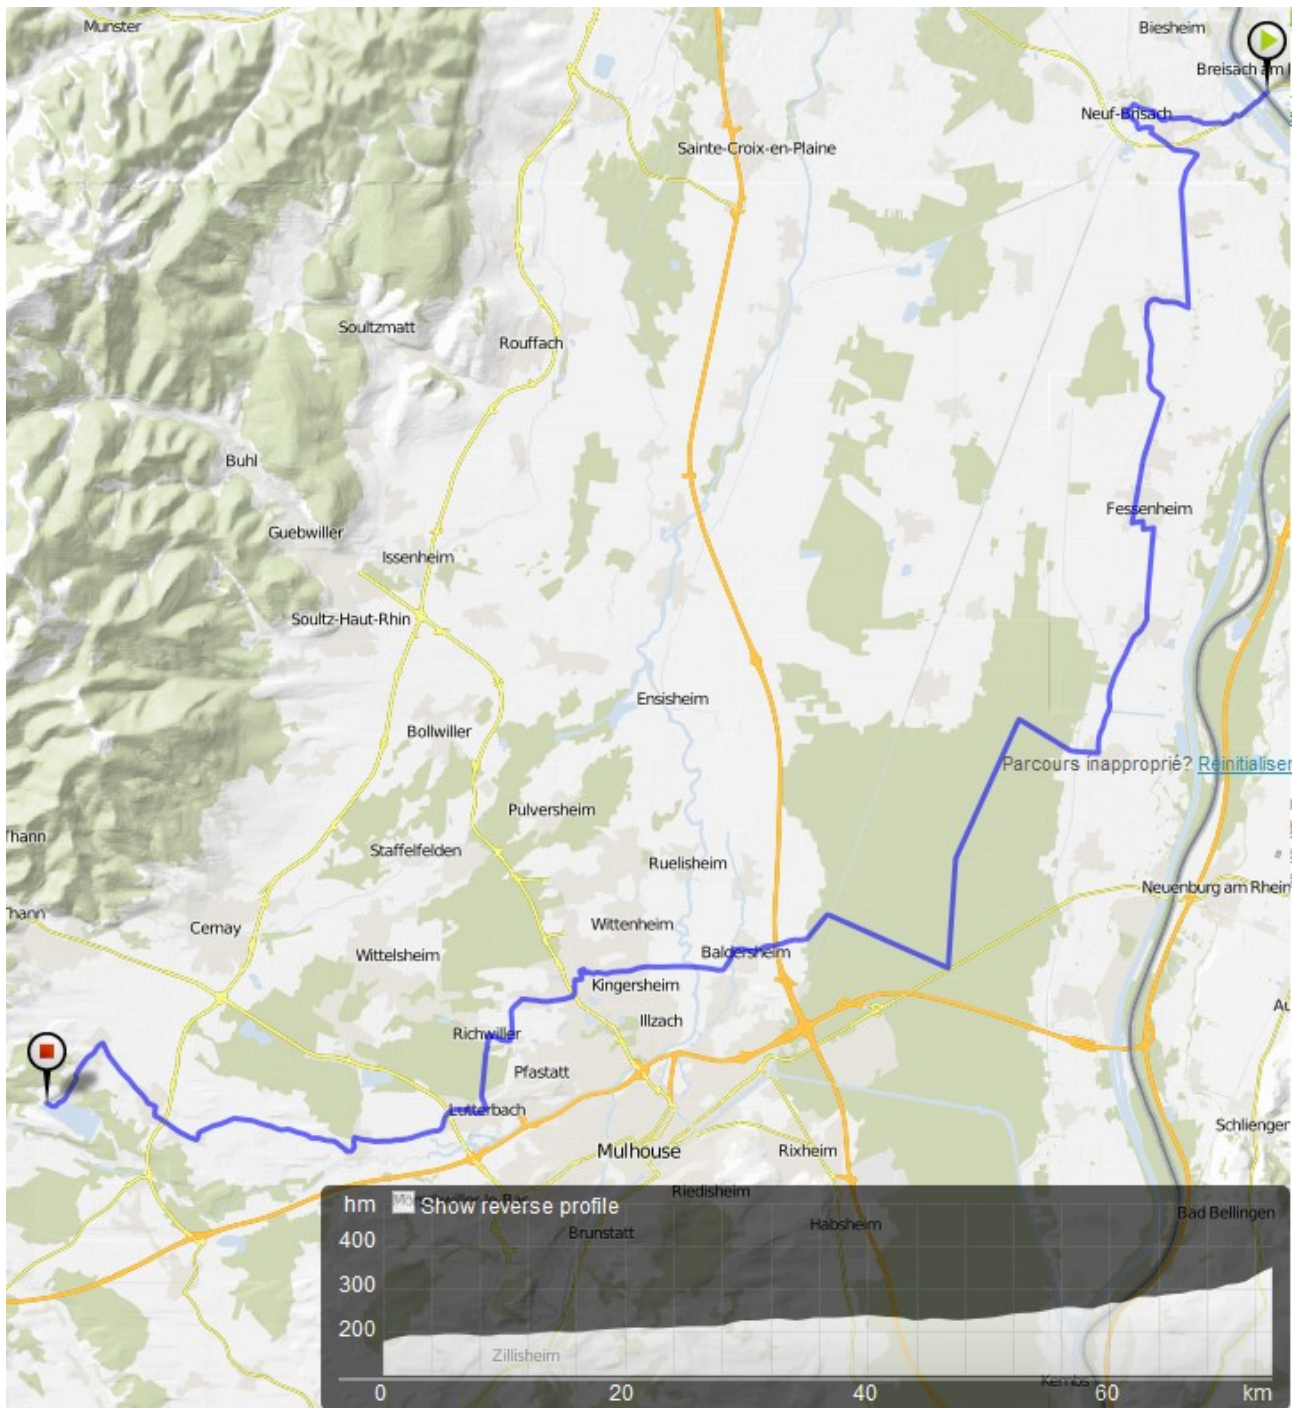 Munster
Biesheim
Breisach am
Neuf-Brisach
Sainte-Croix-en-Plaine
Soultzmatt
Rouffach
Buhl
Fessenheim
Guebwiller
Issenheim
Soultz-Haut-Rhin
Ensisheim
Bollwiller
Parcours inapproprié? Réinitialiser
Pulversheim
Thann
Staffelfelden
Ruelisheim
Neuenburg am Rhein
Thann
Cernay
Wittenheim
Wittelsheim
Baldersheim
Kingersheim
Illzach
Richwiller
Pfastatt
Lutterbach
Schliengen
Mulhouse
Rixheim
Riedisheim
hm
Show reverse profile
Bad Bellingen
Habsheim
Brunstatt
400
300
200
Zillisheim
Kembs
0 20 40 60 km